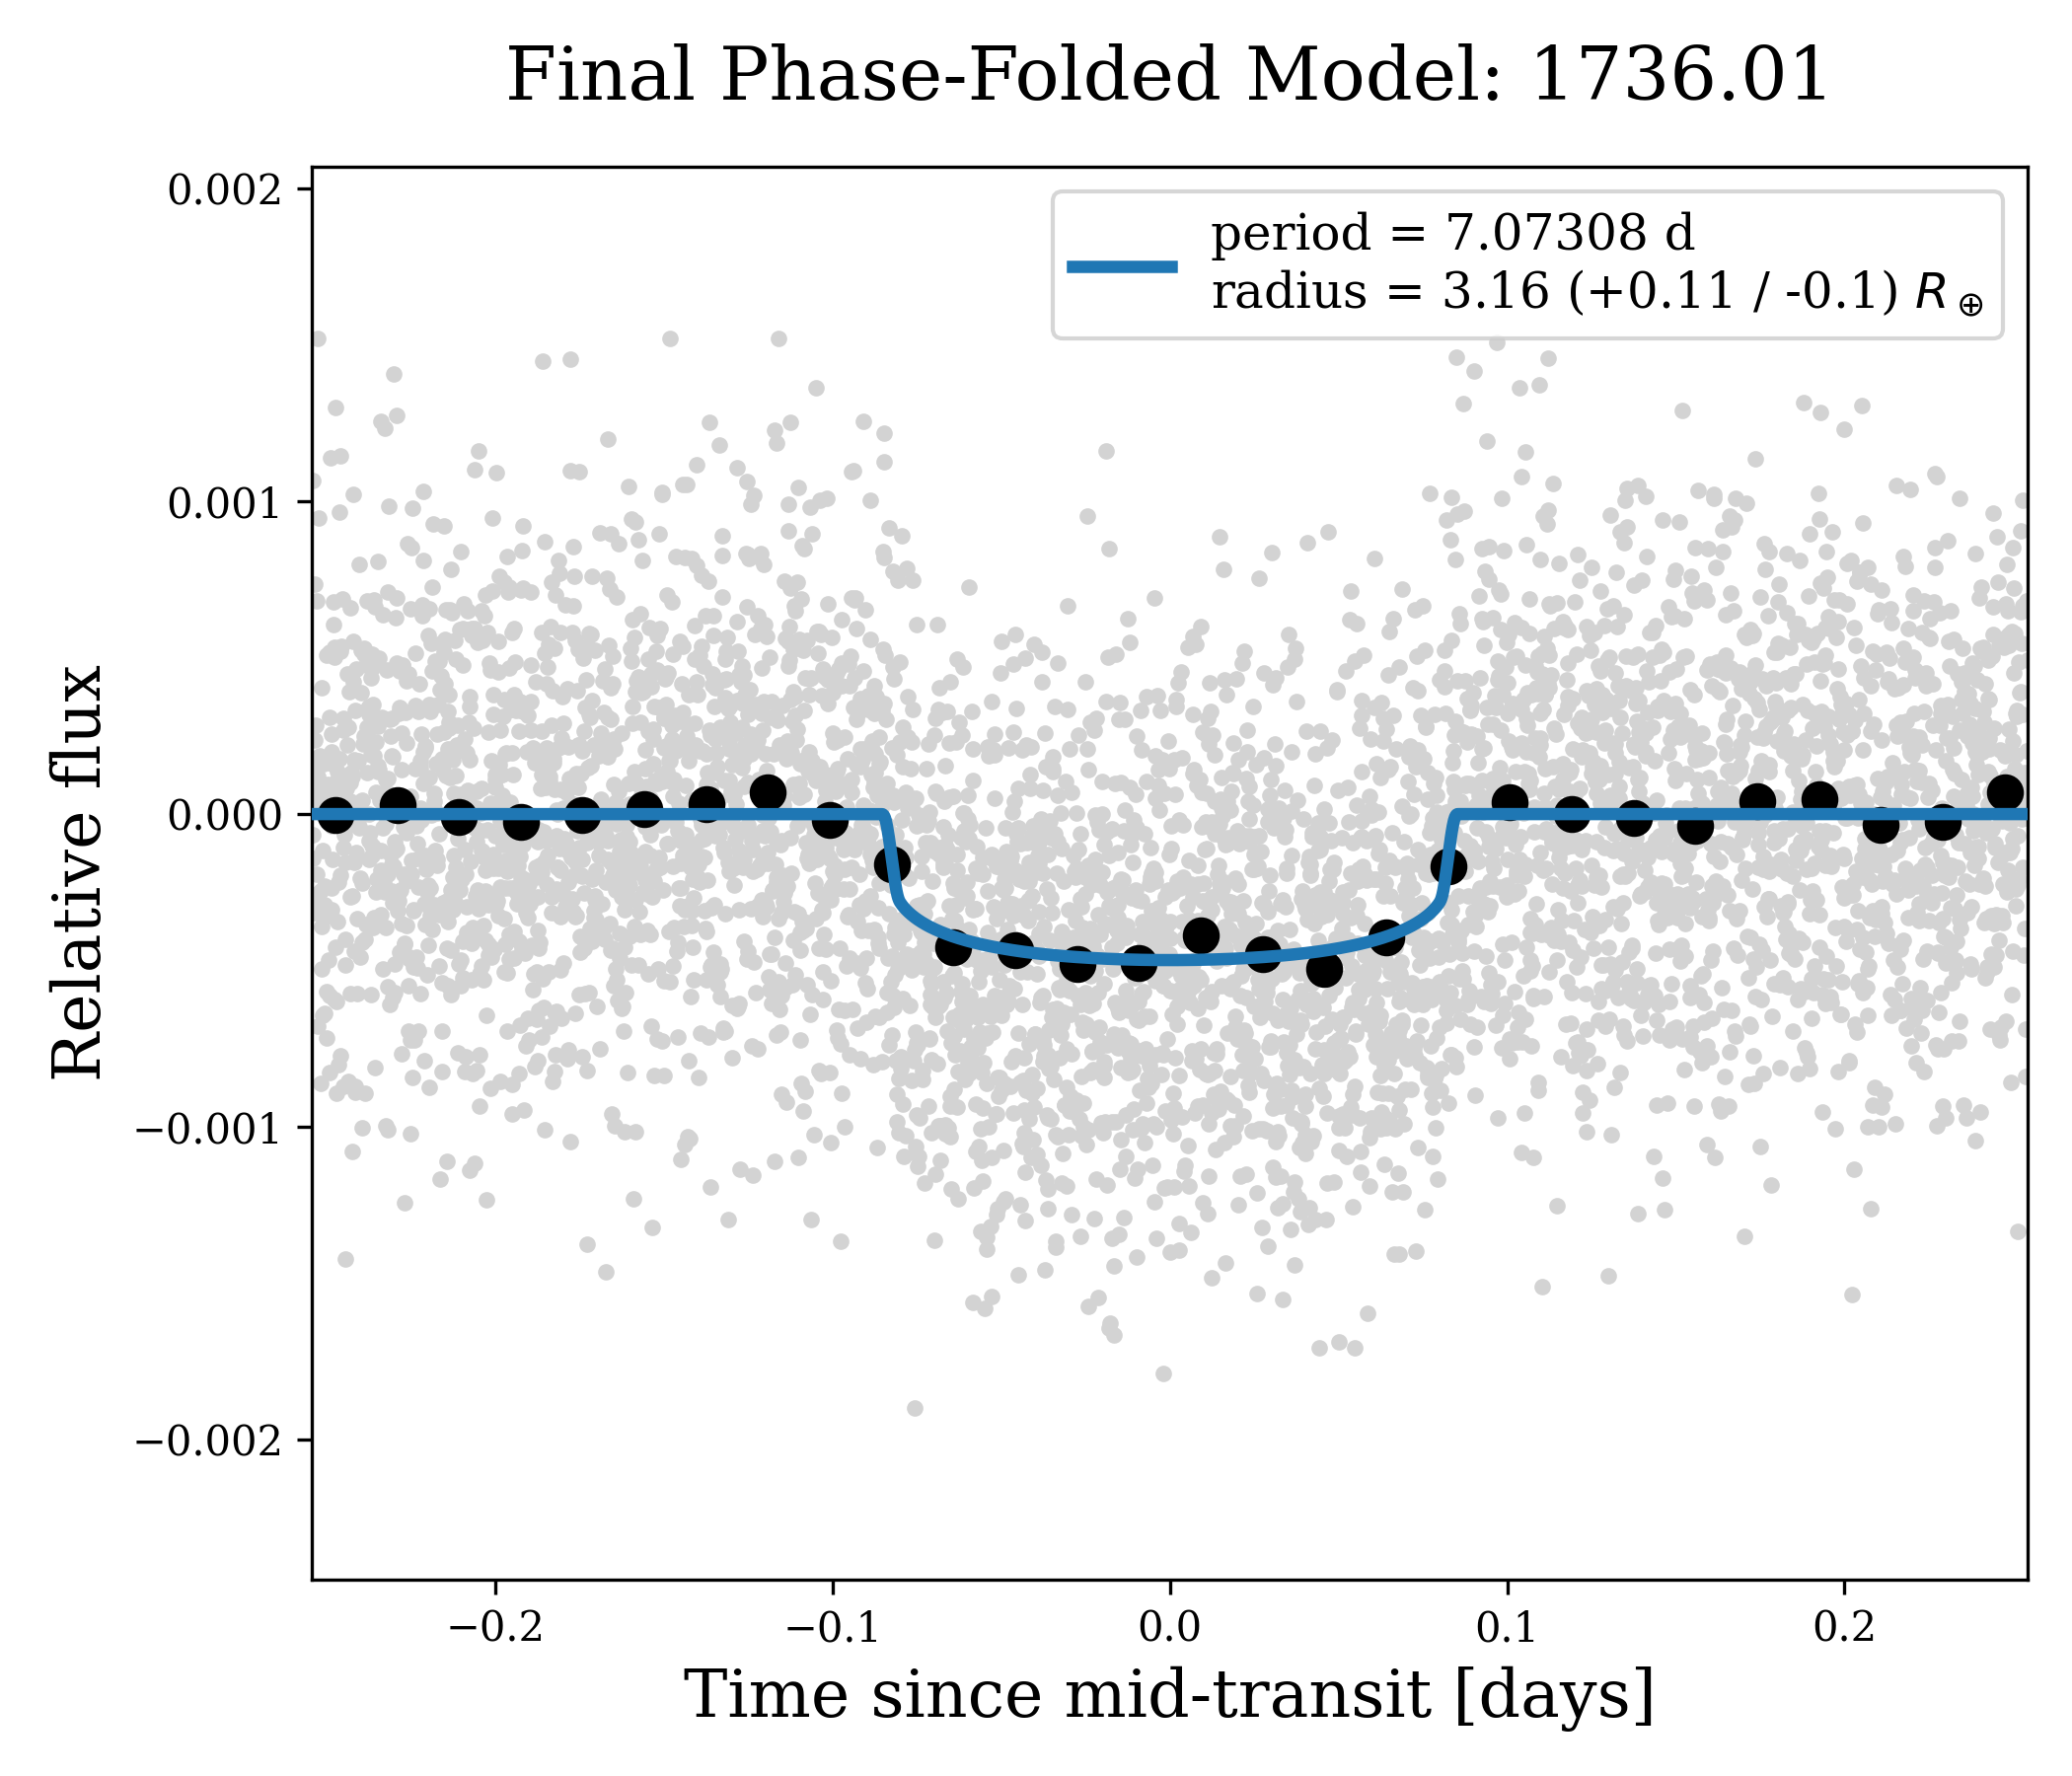 Final Phase-Folded Model: 1736.01
period = 7.07308 d
radius = 3.16 (+0.11 / -0.1) R⊕
0.002
0.001
0.000
−0.001
−0.002
Relative flux
−0.2 −0.1 0.0 0.1 0.2
Time since mid-transit [days]